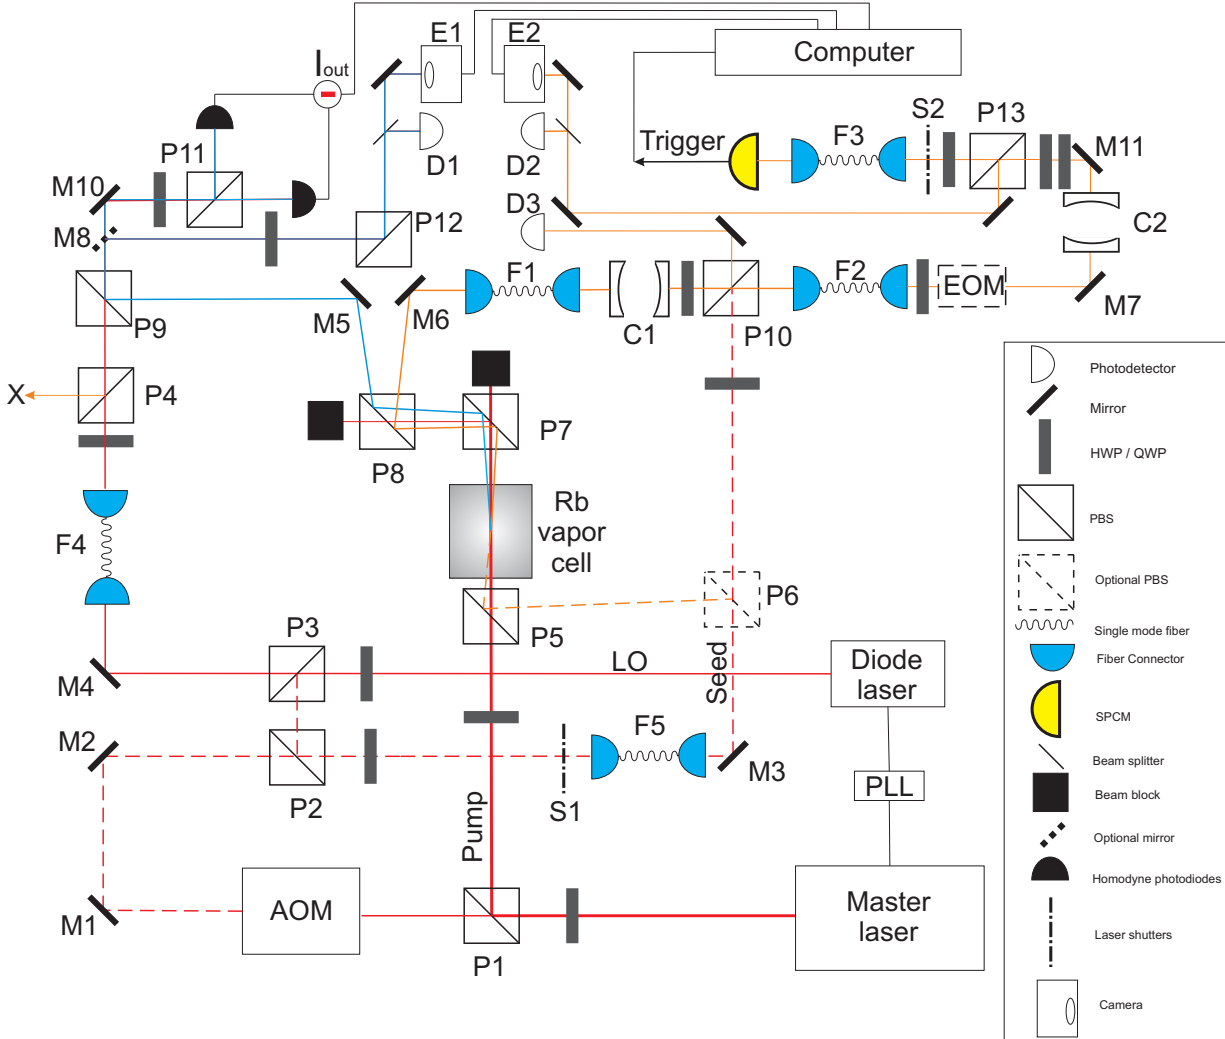 E1
E2
Computer
Iout
S2
P13
F3
M11
Trigger
P11
D1
D2
M10
D3
C2
M8
P12
F1
F2
EOM
M7
M5
M6
P9
C1
P10
X
P4
P7
P8
Rb
vapor
cell
F4
P6
P5
P3
LO
Seed
Diode
laser
M4
M2
F5
M3
PLL
P2
S1
Pump
AOM
Master
laser
M1
P1
Photodetector
Mirror
HWP / QWP
PBS
Optional PBS
Single mode fiber
Fiber Connector
SPCM
Beam splitter
Beam block
Optional mirror
Homodyne photodiodes
Laser shutters
Camera